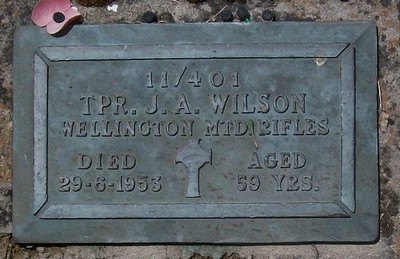 11/401
TPR. J. A. WILSON
WELLINGTON MTD. RIFLES
DIED AGED
29-6-1953 59 YRS.